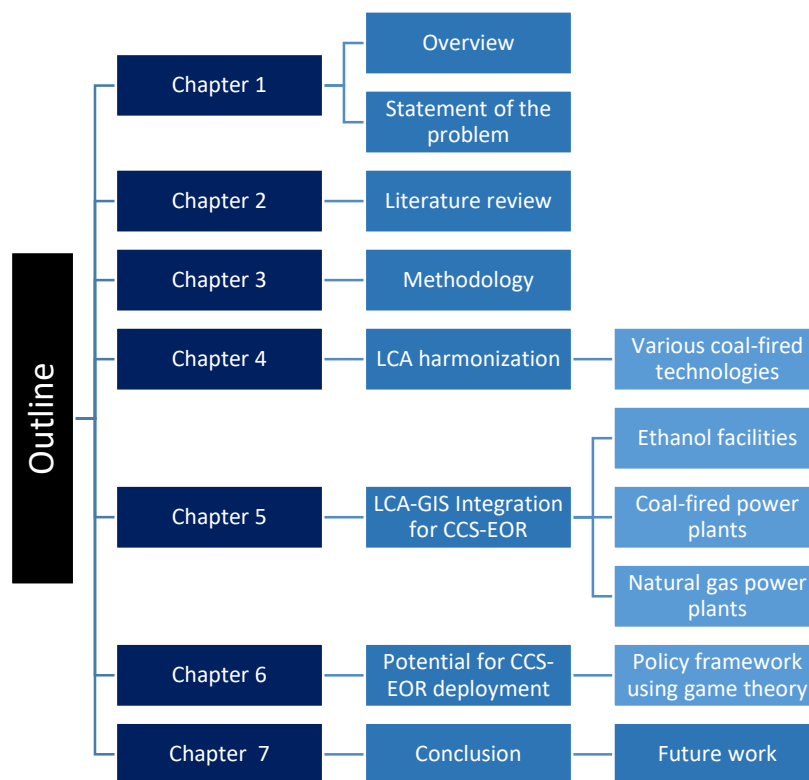 Outline
Chapter 1
Overview
Statement of the
problem
Chapter 2
Literature review
Chapter 3
Methodology
Chapter 4
LCA harmonization
Various coal-fired
technologies
Chapter 5
LCA-GIS Integration
for CCS-EOR
Ethanol facilities
Coal-fired power
plants
Natural gas power
plants
Chapter 6
Potential for CCS-
EOR deployment
Policy framework
using game theory
Chapter 7
Conclusion
Future work